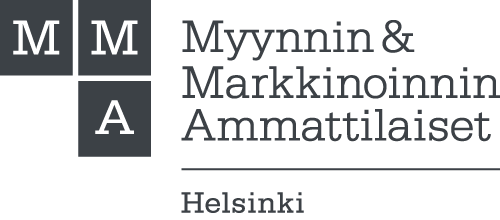 M M
A
Myynnin &
Markkinoinnin
Ammattilaiset
Helsinki